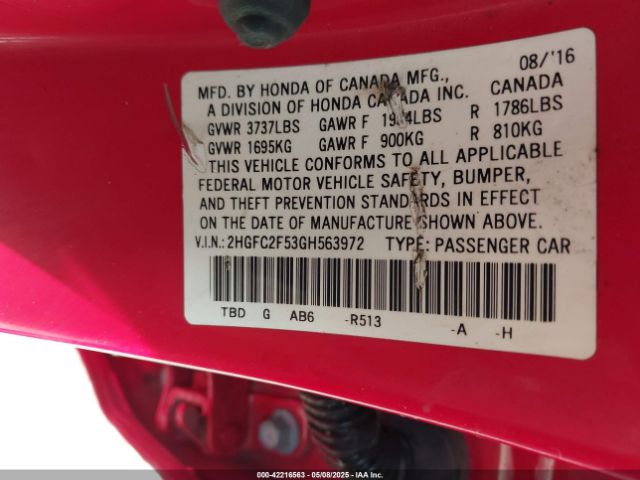 08/'16
MFD. BY HONDA OF CANADA MFG., CANADA
A DIVISION OF HONDA CANADA INC.
GVWR 3737LBS GAWR F LBS R 1786LBS
GVWR 1695KG GAWR F 900KG R 810KG
THIS VEHICLE CONFORMS TO ALL APPLICABLE
FEDERAL MOTOR VEHICLE SAFETY, BUMPER,
AND THEFT PREVENTION STANDARDS IN EFFECT
ON THE DATE OF MANUFACTURE SHOWN ABOVE.
V.I.N.: 2HGFC2F53GH563972 TYPE: PASSENGER CAR
TBD G AB6 -R513 -A -H
000-42216563 - 05/08/2025 - IAA Inc.